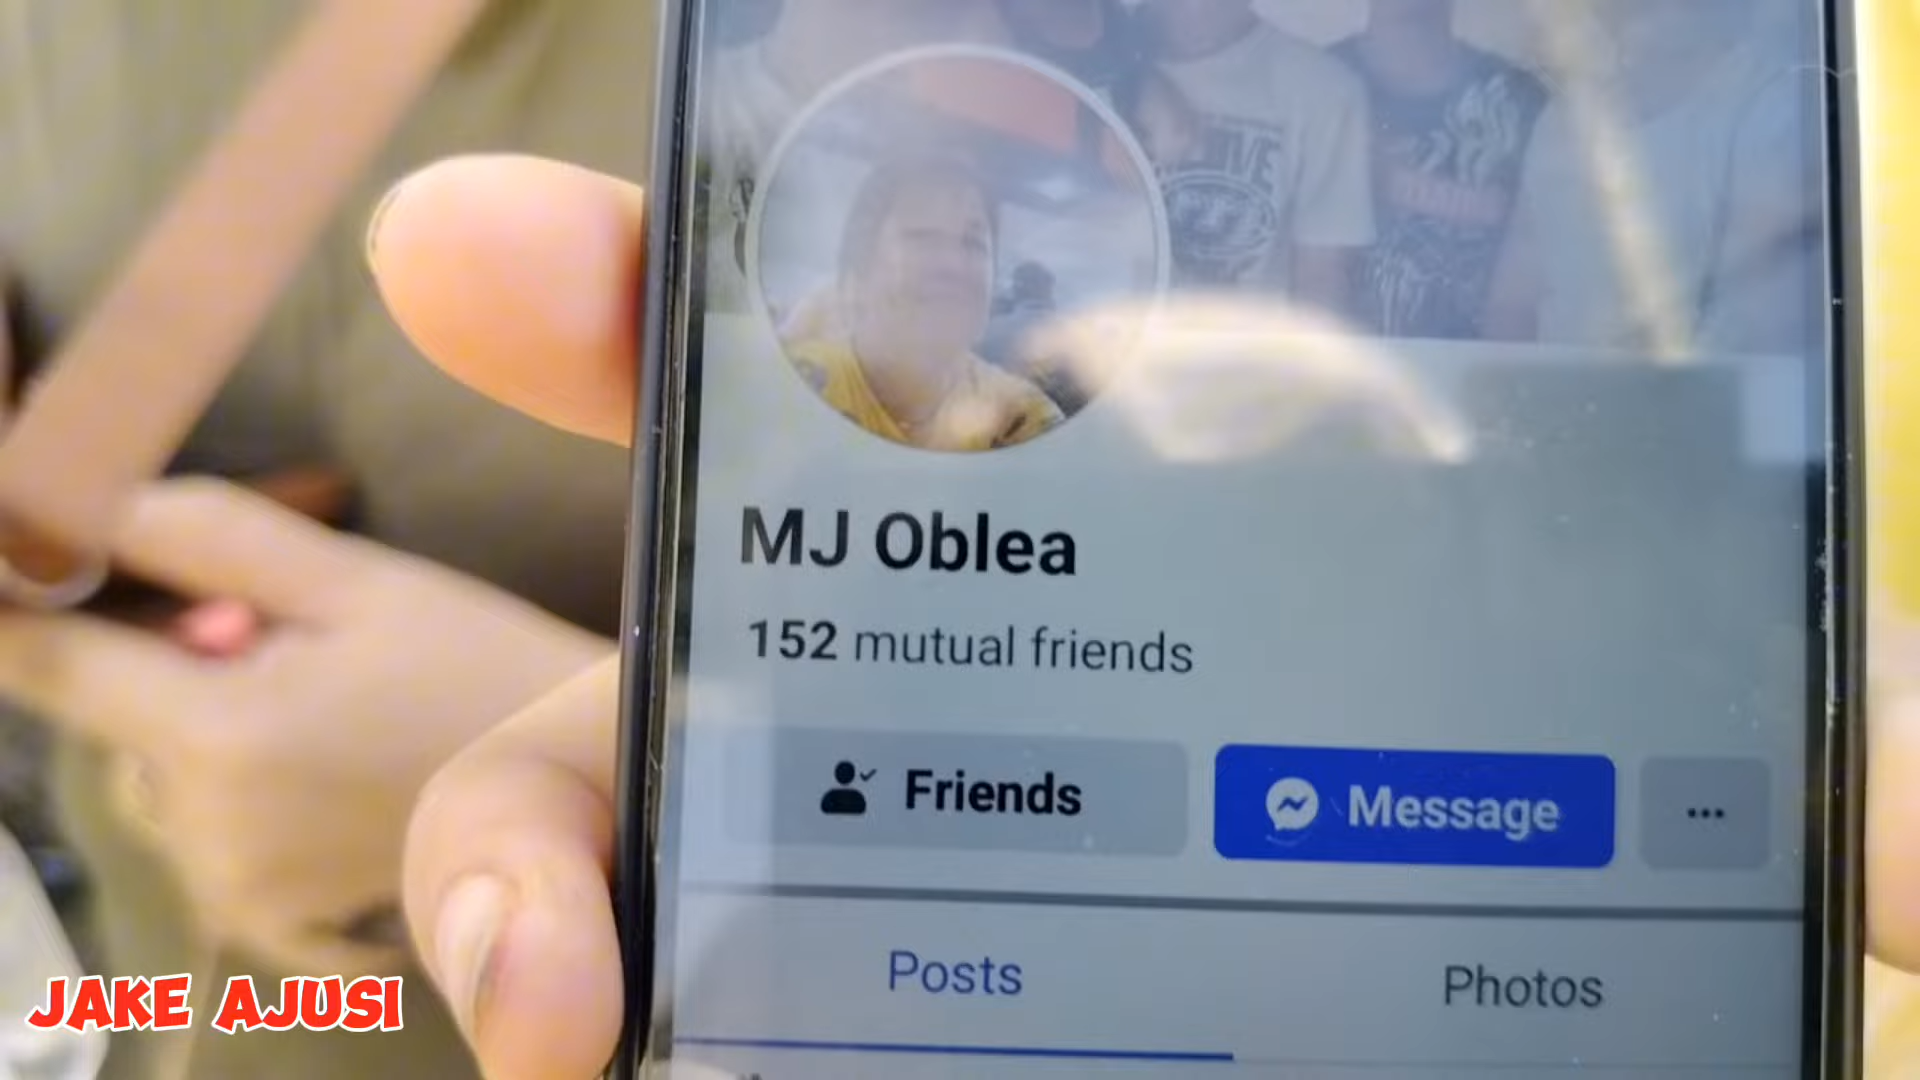 MJ Oblea
152 mutual friends
Friends
Message
Posts
Photos
JAKE AJUSI